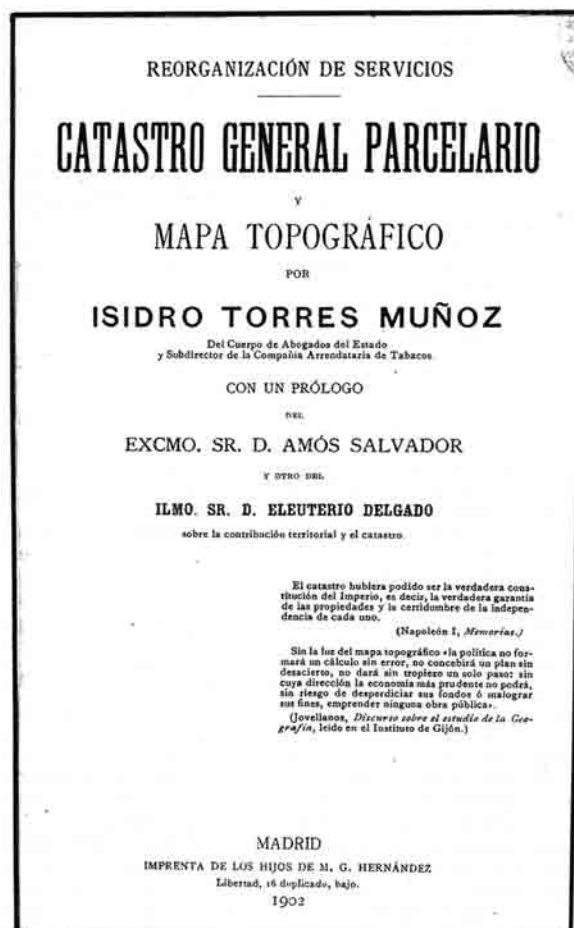 REORGANIZACIÓN DE SERVICIOS
CATASTRO GENERAL PARCELARIO
Y
MAPA TOPOGRÁFICO
POR
ISIDRO TORRES MUÑOZ
Del Cuerpo de Abogados del Estado
y Subdirector de la Compañía Arrendataria de Tabacos
CON UN PRÓLOGO
DEL
EXCMO. SR. D. AMÓS SALVADOR
Y OTRO DEL
ILMO. SR. D. ELEUTERIO DELGADO
sobre la contribución territorial y el catastro.
El catastro hubiera podido ser la verdadera cons-
titución del Imperio, es decir, la verdadera garantía
de las propiedades y la certidumbre de la indepen-
dencia de cada uno.
(Napoleón I, Memorias.)
Sin la luz del mapa topográfico «la política no for-
mará un cálculo sin error, no concebirá un plan sin
desacierto, no dará sin tropiezo un solo paso: sin
cuya dirección la economía más prudente no podrá,
sin riesgo de desperdiciar sus fondos ó malograr
sus fines, emprender ninguna obra pública».
(Jovellanos, Discurso sobre el estudio de la Geo-
grafía, leído en el Instituto de Gijón.)
MADRID
IMPRENTA DE LOS HIJOS DE M. G. HERNÁNDEZ
Libertad, 16 duplicado, bajo.
1902